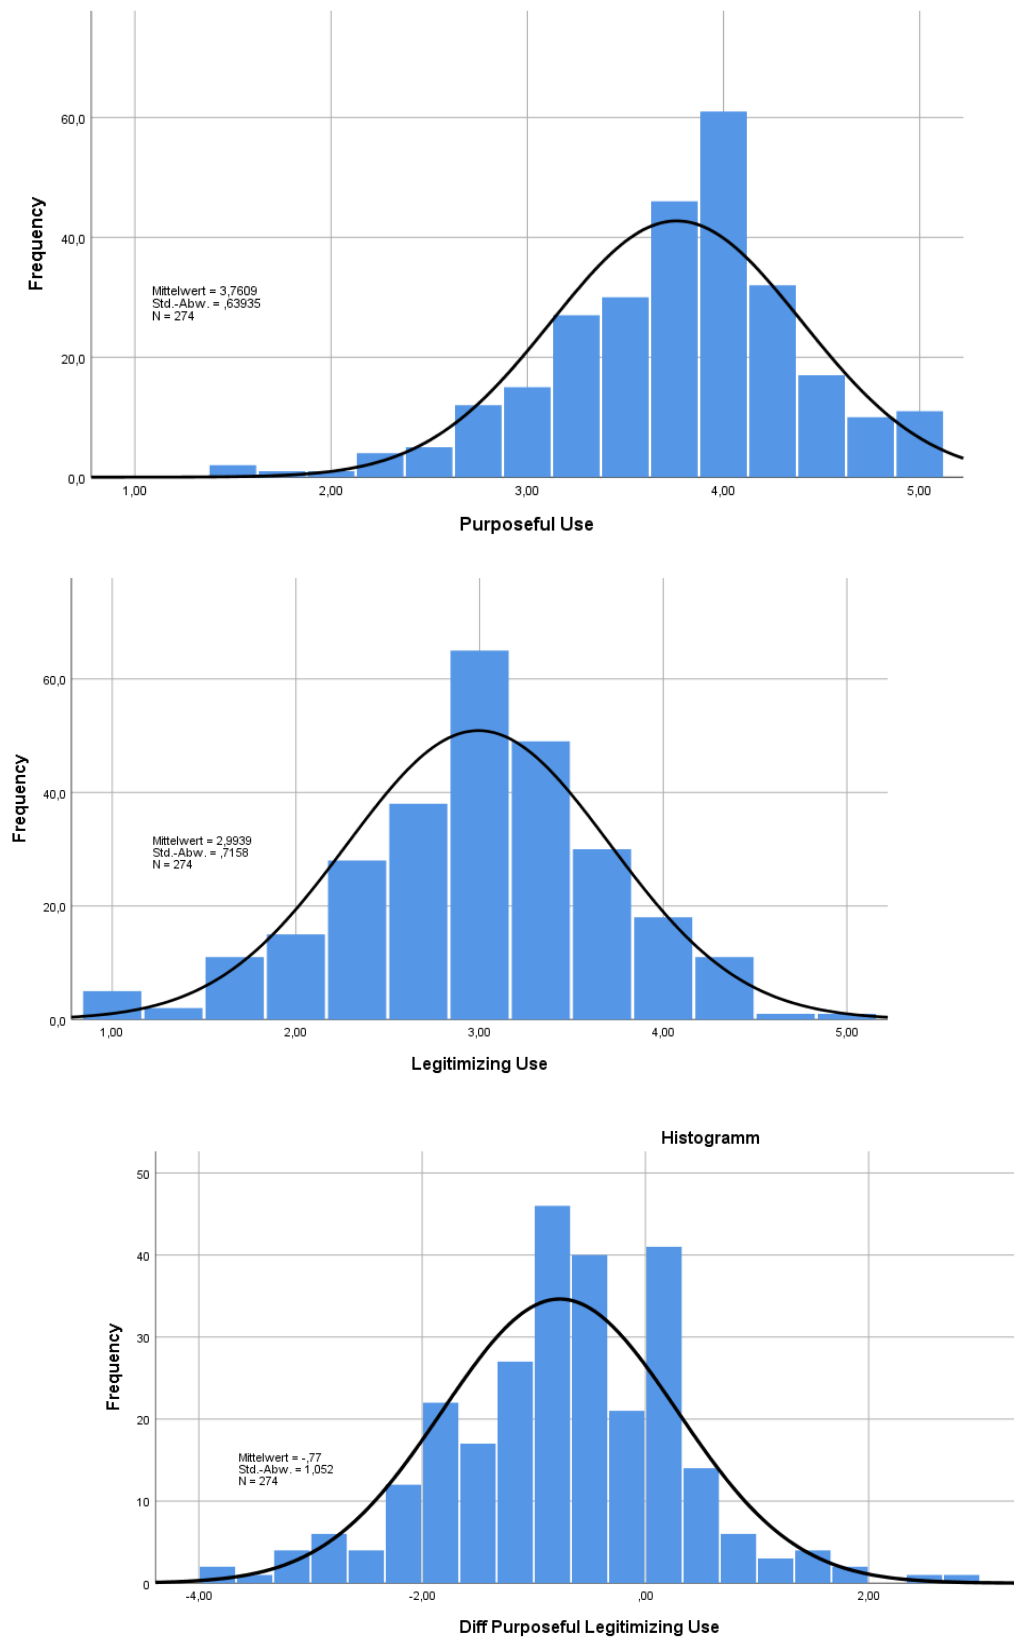 Frequency
60,0
40,0
20,0
0,0
Mittelwert = 3,7609
Std.-Abw. = ,63935
N = 274
1,00 2,00 3,00 4,00 5,00
Purposeful Use
Frequency
60,0
40,0
20,0
0,0
Mittelwert = 2,9939
Std.-Abw. = ,7158
N = 274
1,00 2,00 3,00 4,00 5,00
Legitimizing Use
Histogramm
Frequency
50
40
30
20
10
0
Mittelwert = -,77
Std.-Abw. = 1,052
N = 274
-4,00 -2,00 ,00 2,00
Diff Purposeful Legitimizing Use